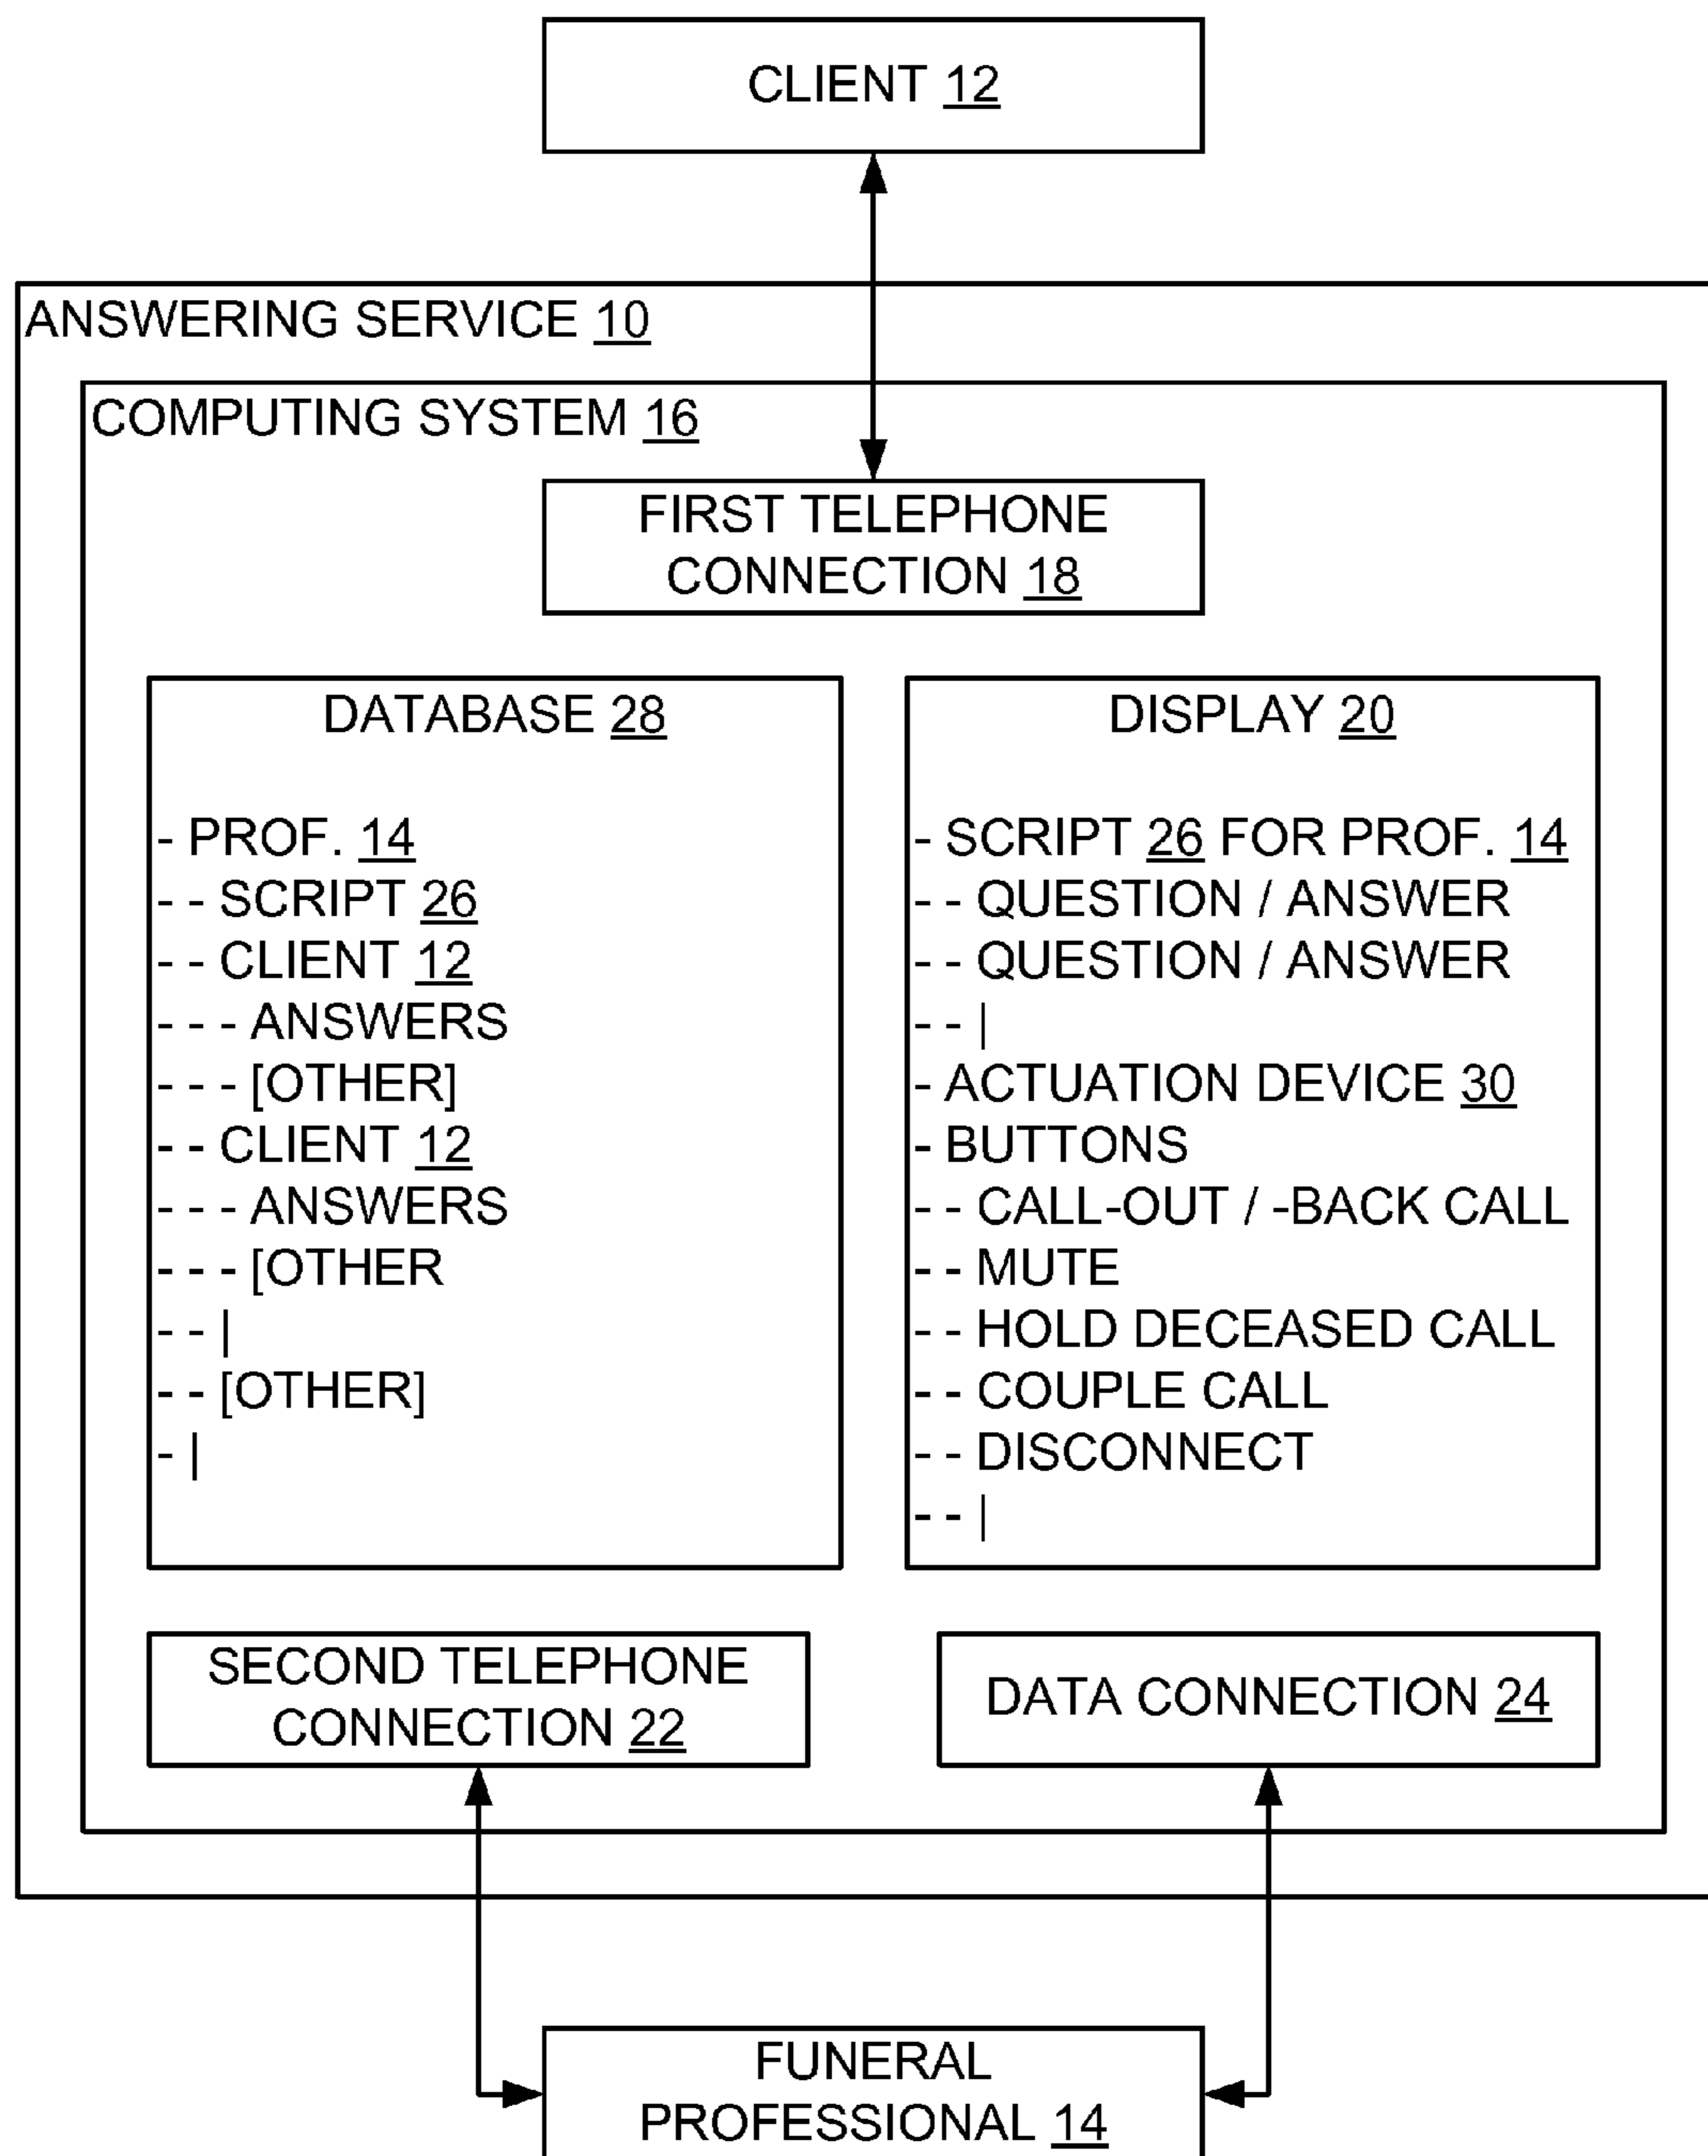 CLIENT 12
ANSWERING SERVICE 10
COMPUTING SYSTEM 16
FIRST TELEPHONE
CONNECTION 18
DATABASE 28
- PROF. 14
- - SCRIPT 26
- - CLIENT 12
- - - ANSWERS
- - - [OTHER]
- - CLIENT 12
- - - ANSWERS
- - - [OTHER
- - |
- - [OTHER]
- |
DISPLAY 20
- SCRIPT 26 FOR PROF. 14
- - QUESTION / ANSWER
- - QUESTION / ANSWER
- - |
- ACTUATION DEVICE 30
- BUTTONS
- - CALL-OUT / -BACK CALL
- - MUTE
- - HOLD DECEASED CALL
- - COUPLE CALL
- - DISCONNECT
- - |
SECOND TELEPHONE
CONNECTION 22
DATA CONNECTION 24
FUNERAL
PROFESSIONAL 14